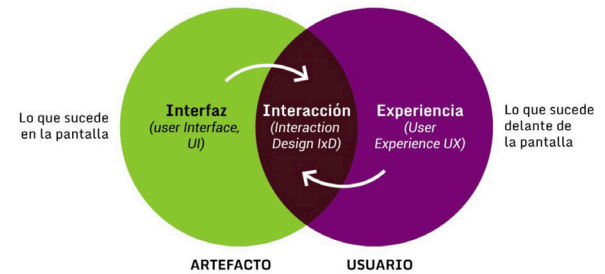 Lo que sucede
en la pantalla
Interfaz
(user Interface,
UI)
Interacción
(Interaction
Design IxD)
Experiencia
(User
Experience UX)
Lo que sucede
delante de
la pantalla
ARTEFACTO
USUARIO